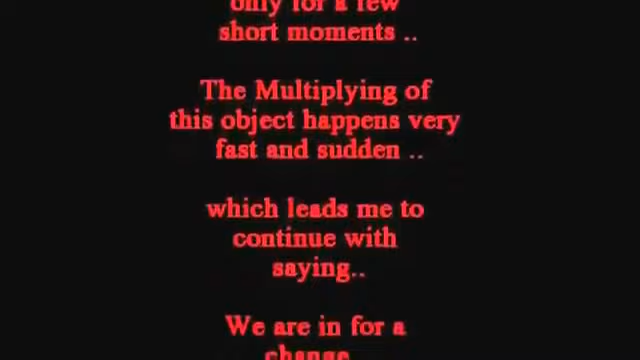 only for a few
short moments ..
The Multiplying of
this object happens very
fast and sudden ..
which leads me to
continue with
saying..
We are in for a
change